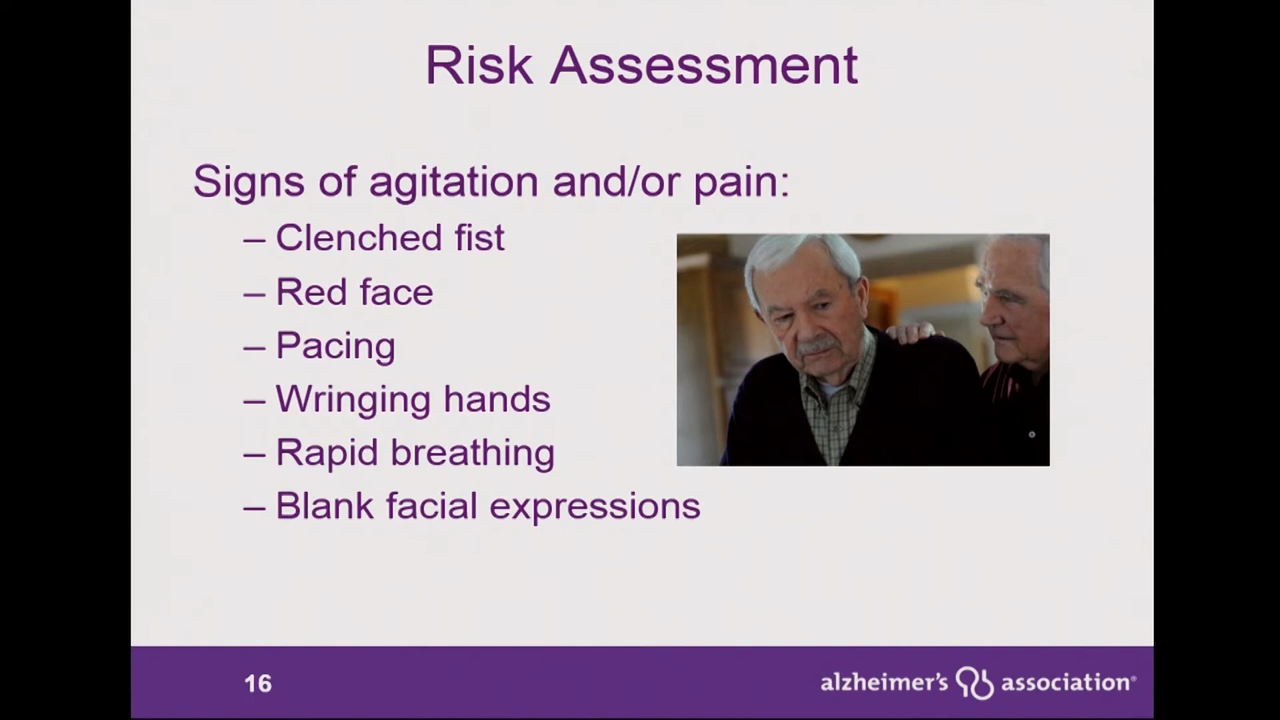 Risk Assessment
Signs of agitation and/or pain:
– Clenched fist
– Red face
– Pacing
– Wringing hands
– Rapid breathing
– Blank facial expressions
16
alzheimer's association®